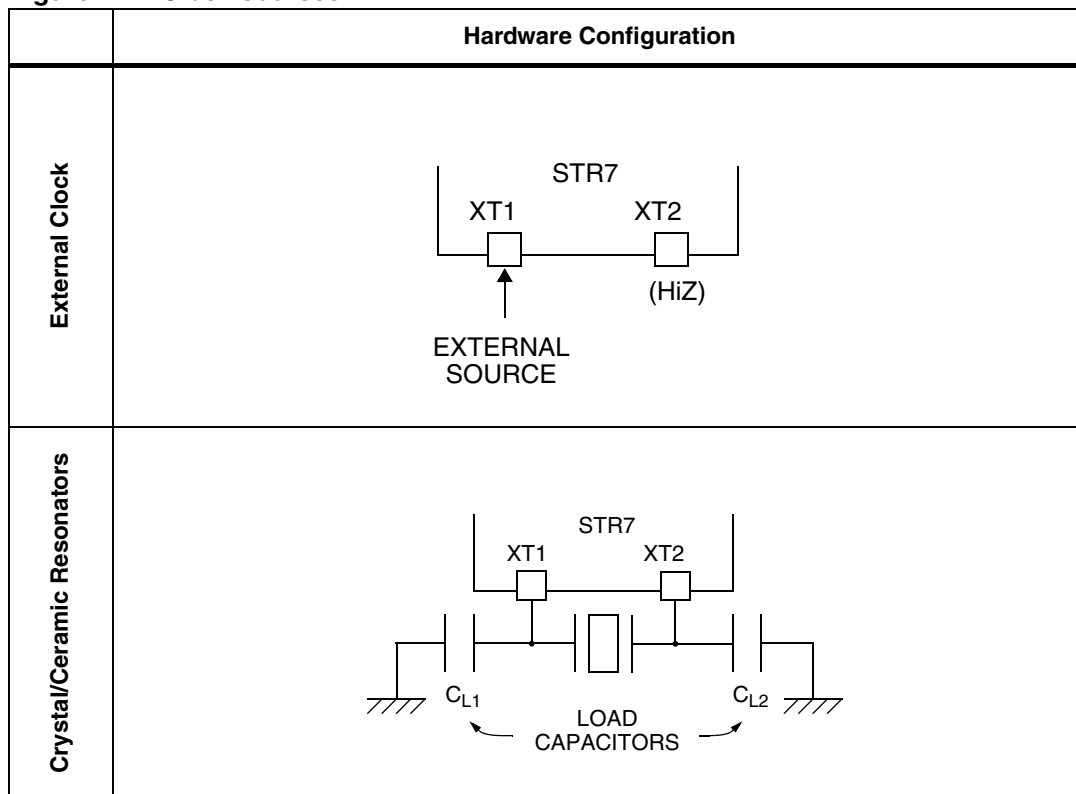 Hardware Configuration
External Clock
STR7
XT1 XT2
(HiZ)
EXTERNAL
SOURCE
Crystal/Ceramic Resonators
STR7
XT1 XT2
CL1 CL2
LOAD
CAPACITORS